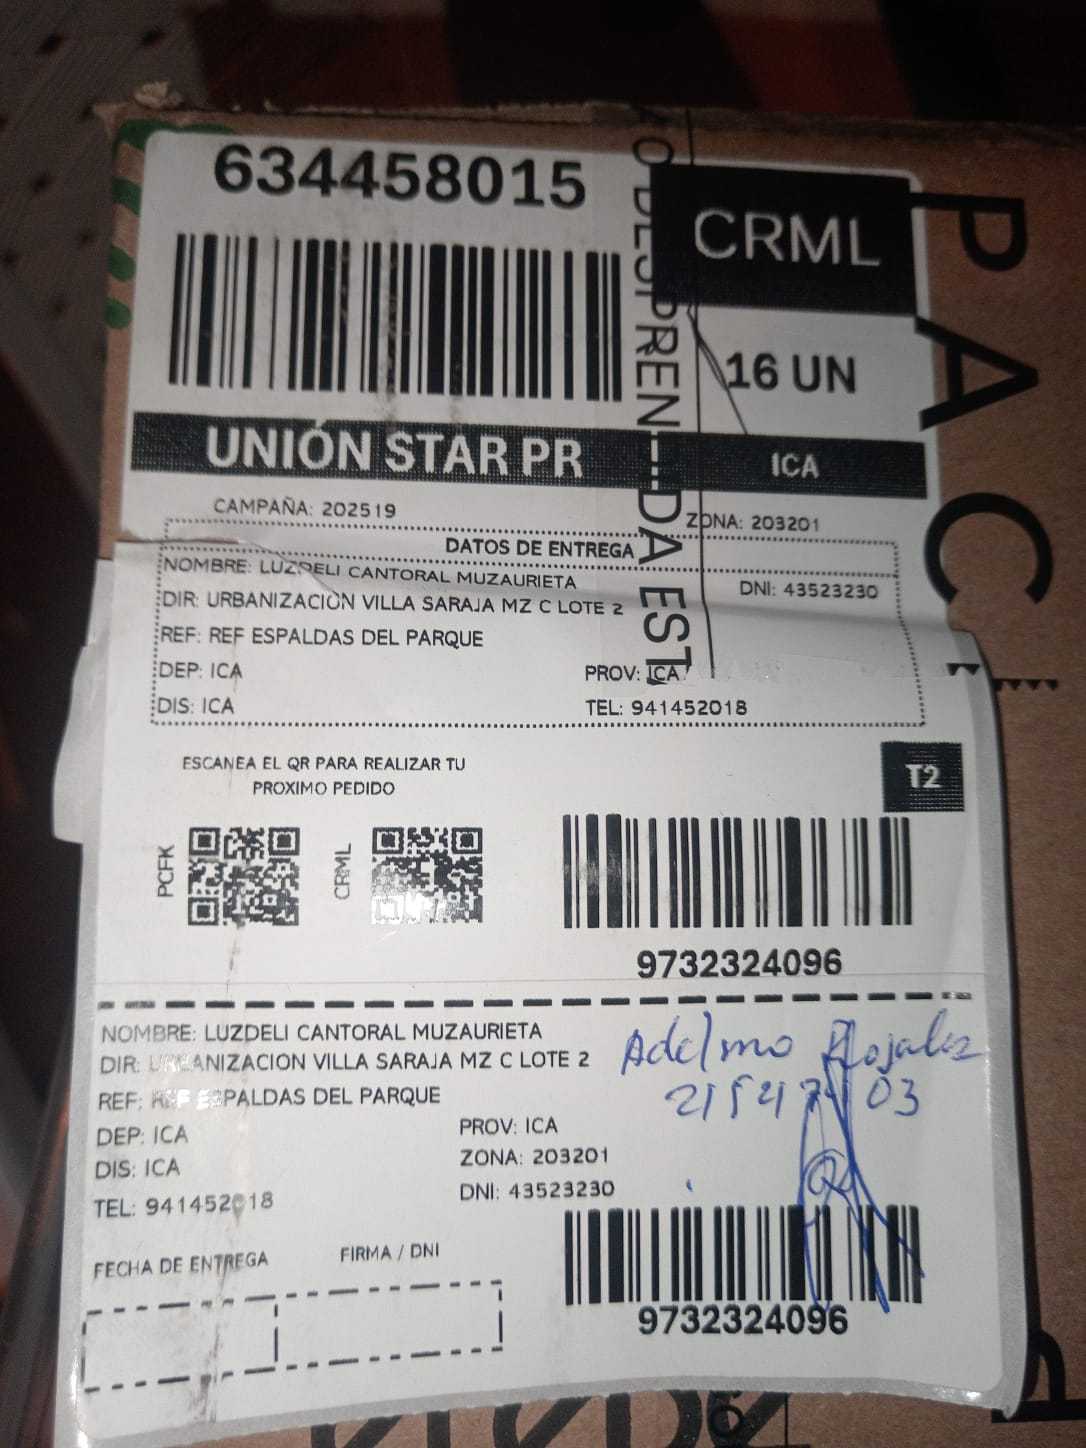 634458015
CRML
16 UN
UNIÓN STAR PR
ICA
CAMPAÑA: 202519
ZONA: 203201
DATOS DE ENTREGA
NOMBRE: LUZDELI CANTORAL MUZAURIETA
DNI: 43523230
DIR: URBANIZACION VILLA SARAJA MZ C LOTE 2
REF: REF ESPALDAS DEL PARQUE
DEP: ICA
PROV: ICA
DIS: ICA
TEL: 941452018
ESCANEA EL QR PARA REALIZAR TU
PROXIMO PEDIDO
T2
PCFK
CRML
9732324096
NOMBRE: LUZDELI CANTORAL MUZAURIETA
DIR: URBANIZACION VILLA SARAJA MZ C LOTE 2
REF: REF ESPALDAS DEL PARQUE
DEP: ICA
PROV: ICA
DIS: ICA
ZONA: 203201
TEL: 941452018
DNI: 43523230
Adelmo
FECHA DE ENTREGA
FIRMA / DNI
9732324096